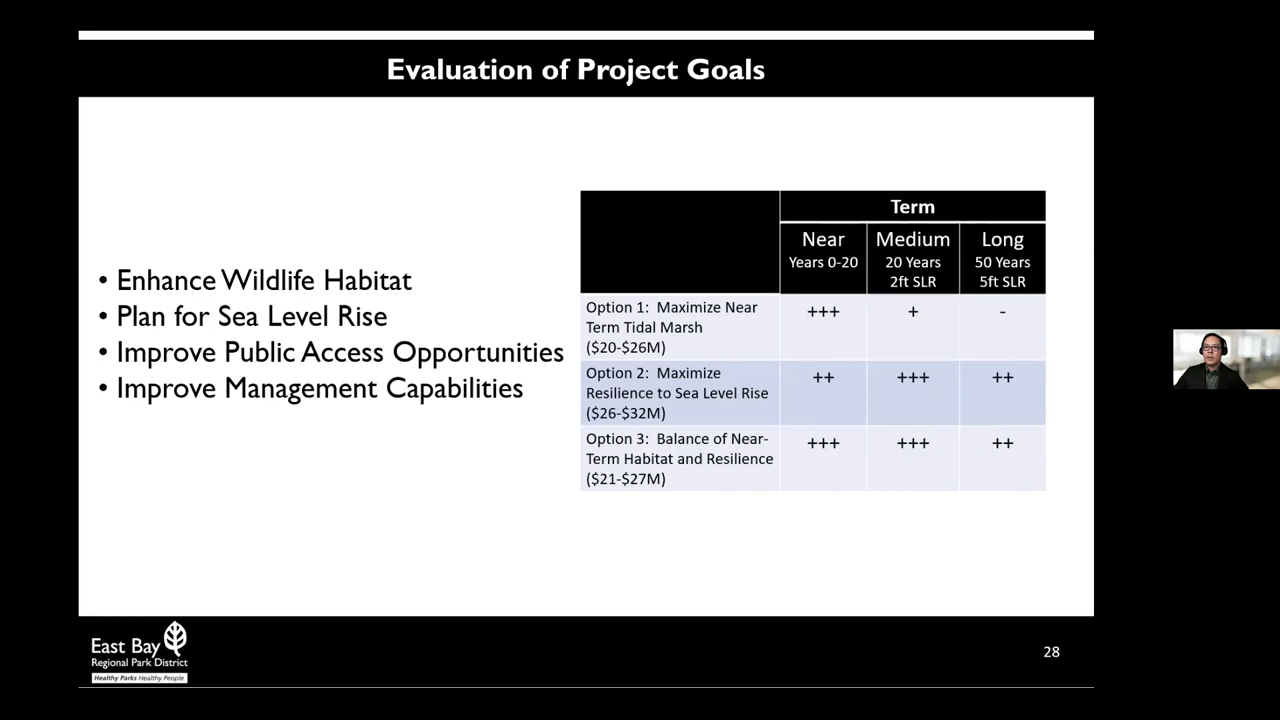 Evaluation of Project Goals
• Enhance Wildlife Habitat
• Plan for Sea Level Rise
• Improve Public Access Opportunities
• Improve Management Capabilities
Term
Near
Years 0-20
Medium
20 Years
2ft SLR
Long
50 Years
5ft SLR
Option 1: Maximize Near
Term Tidal Marsh
($20-$26M)
+++
+
-
Option 2: Maximize
Resilience to Sea Level Rise
($26-$32M)
++
+++
++
Option 3: Balance of Near-
Term Habitat and Resilience
($21-$27M)
+++
+++
++
East Bay
Regional Park District
Healthy Parks Healthy People
28